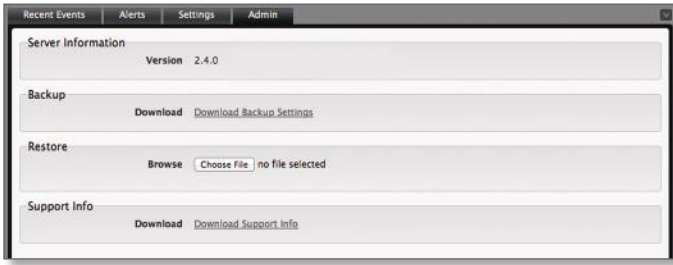 Recent Events Alerts Settings Admin
Server Information
Version 2.4.0
Backup
Download Download Backup Settings
Restore
Browse Choose File no file selected
Support Info
Download Download Support Info